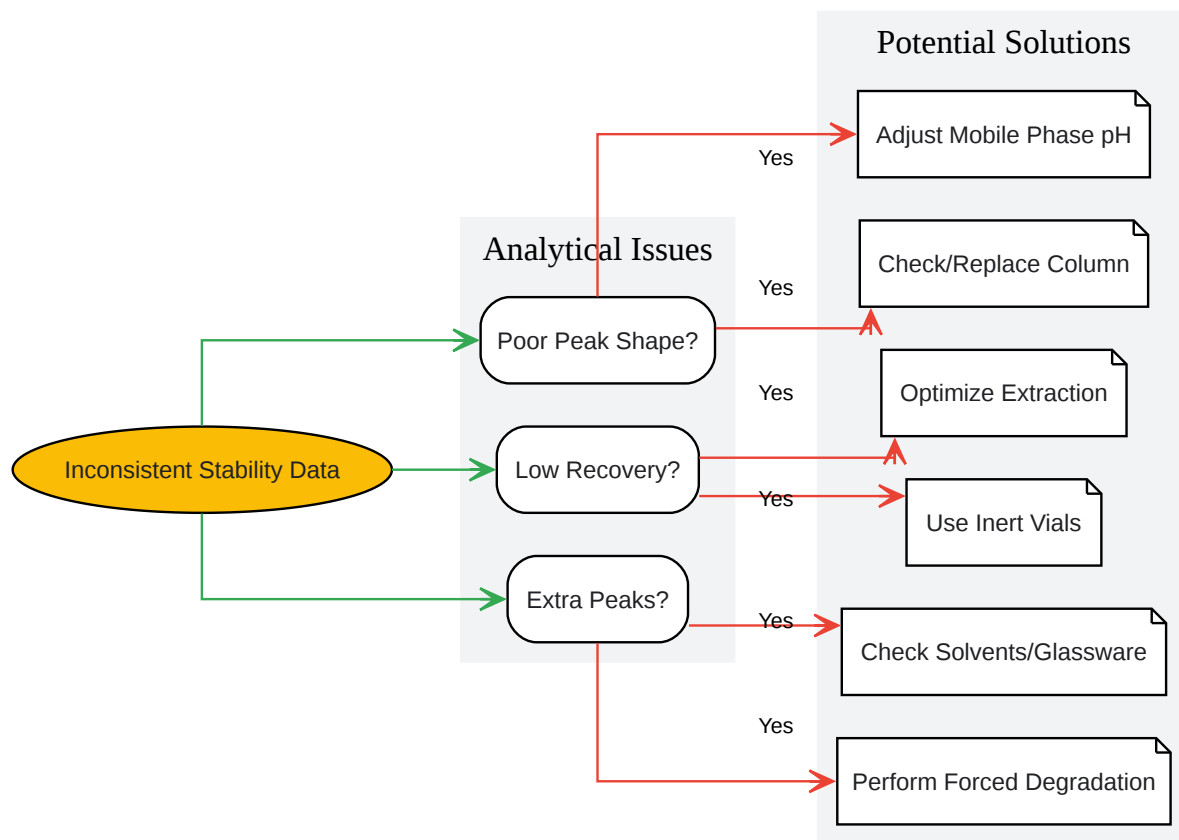 Potential Solutions
Adjust Mobile Phase pH
Yes
Analytical Issues
Check/Replace Column
Yes
Poor Peak Shape?
Yes
Optimize Extraction
Inconsistent Stability Data
Low Recovery?
Yes
Use Inert Vials
Extra Peaks?
Yes
Check Solvents/Glassware
Yes
Perform Forced Degradation